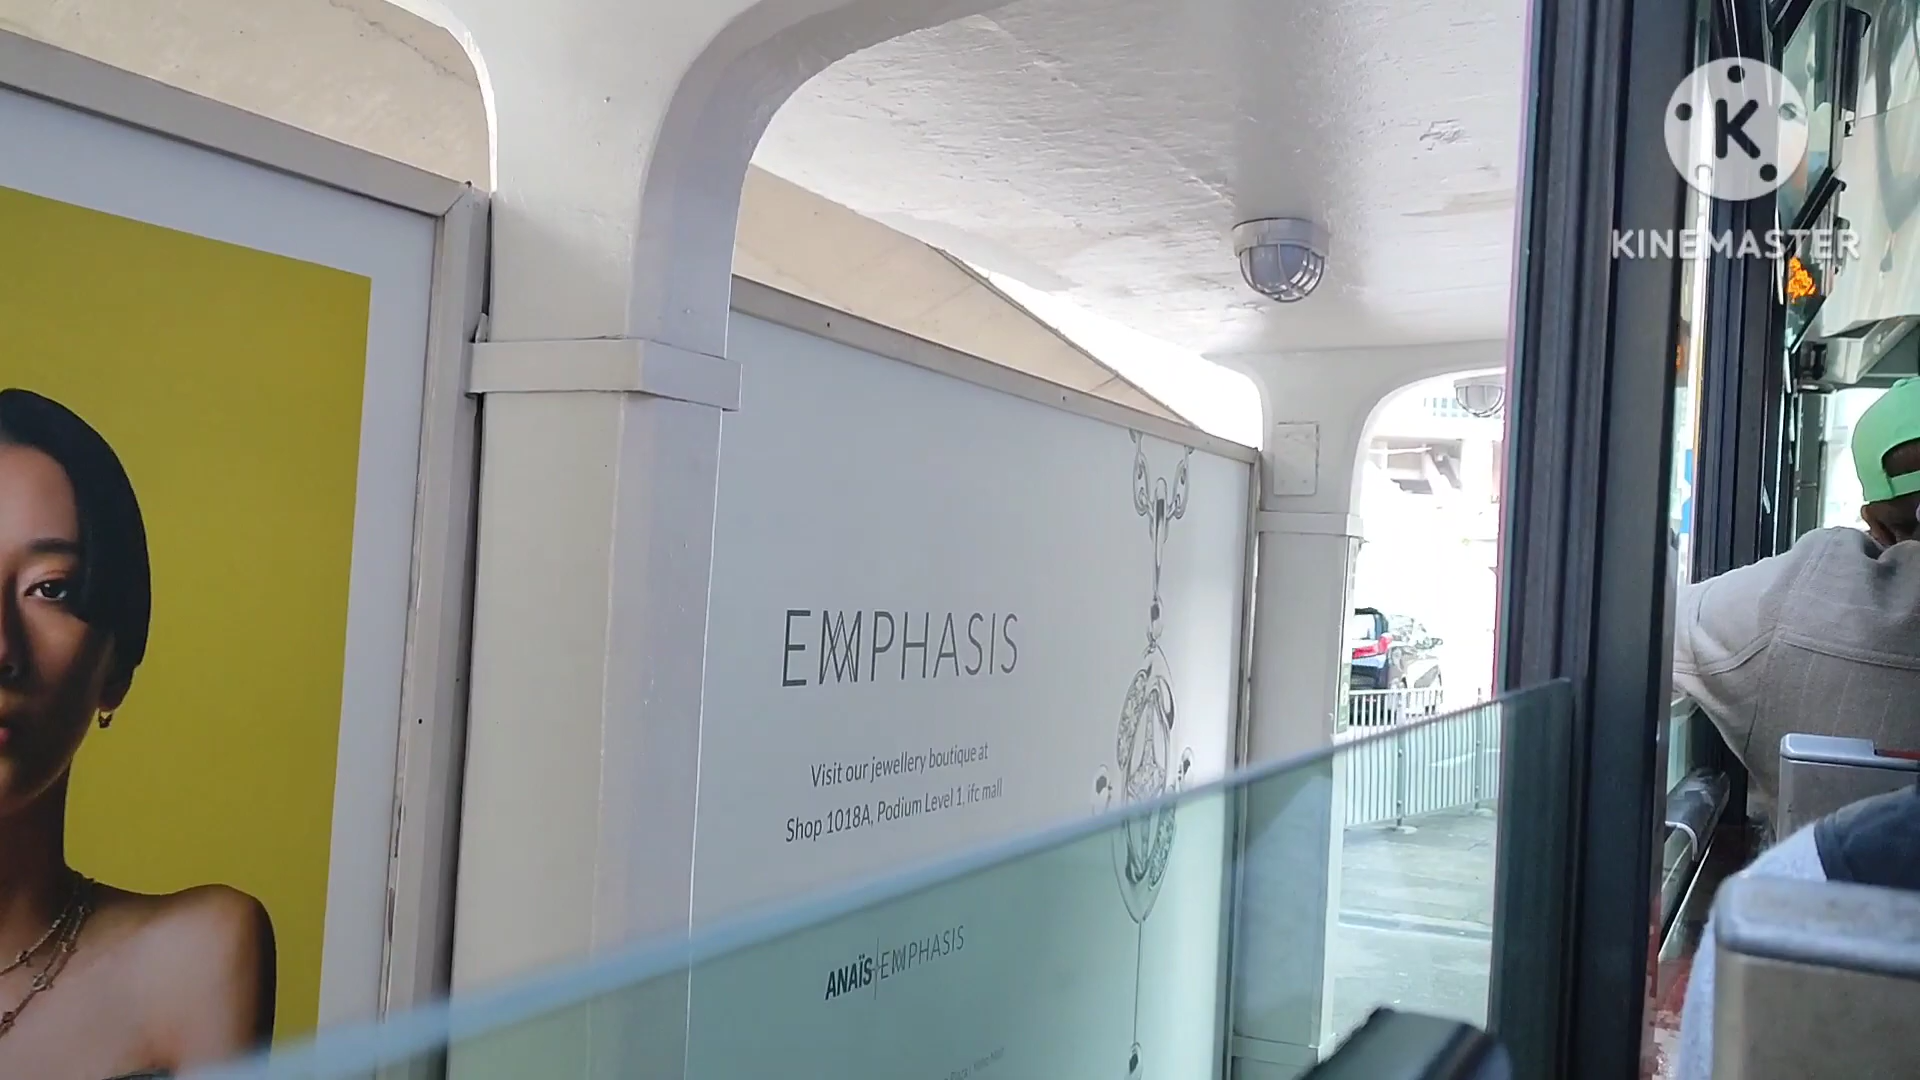 K
KINEMASTER
EMPHASIS
Visit our jewellery boutique at
Shop 1018A, Podium Level 1, ifc mall
ANAÏS EMPHASIS